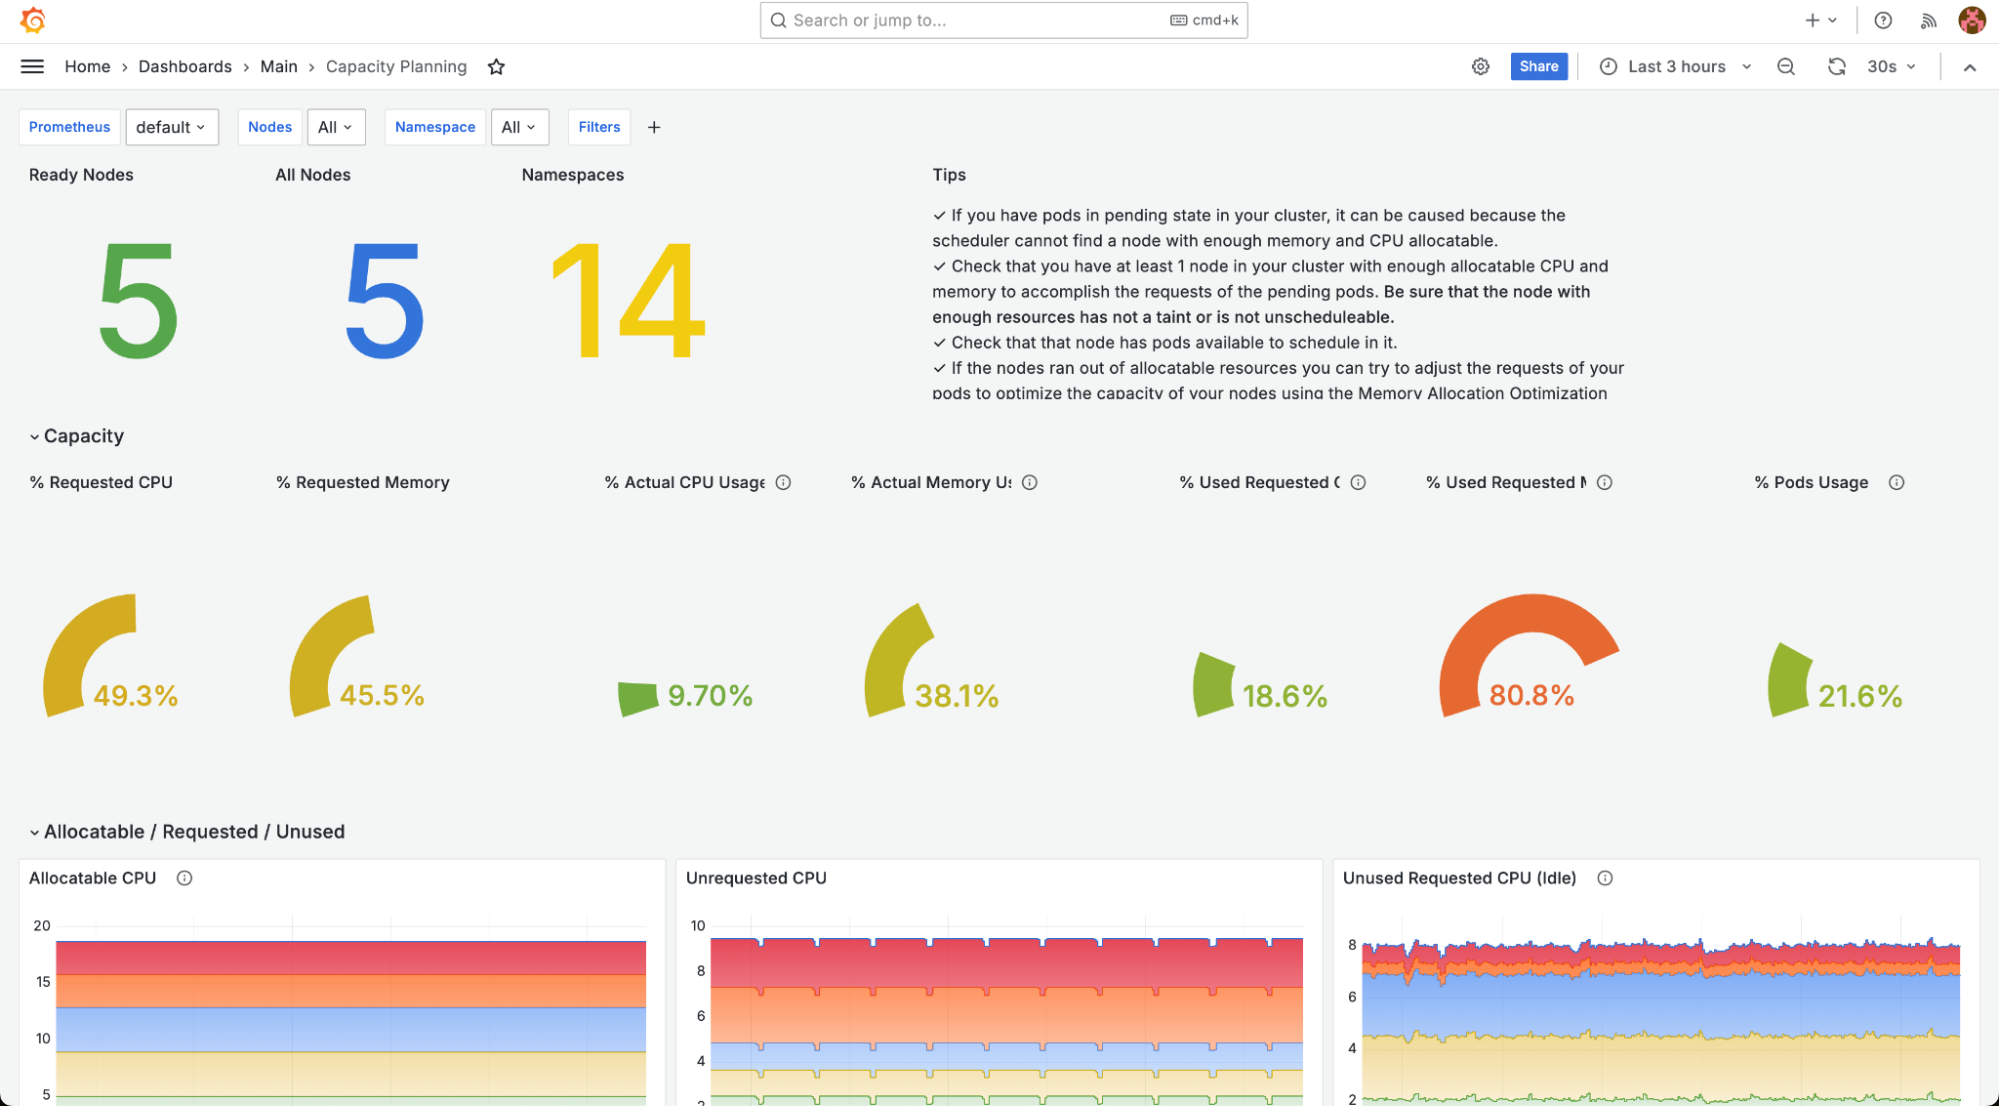 Search or jump to...
cmd+k
Home › Dashboards › Main › Capacity Planning
Share
Last 3 hours
30s
Prometheus
default
Nodes
All
Namespace
All
Filters
Ready Nodes
5
All Nodes
5
Namespaces
14
Tips
✓ If you have pods in pending state in your cluster, it can be caused because the
scheduler cannot find a node with enough memory and CPU allocatable.
✓ Check that you have at least 1 node in your cluster with enough allocatable CPU and
memory to accomplish the requests of the pending pods. Be sure that the node with
enough resources has not a taint or is not unscheduleable.
✓ Check that that node has pods available to schedule in it.
✓ If the nodes ran out of allocatable resources you can try to adjust the requests of your
pods to optimize the capacity of your nodes using the Memory Allocation Optimization
Capacity
% Requested CPU
49.3%
% Requested Memory
45.5%
% Actual CPU Usage
9.70%
% Actual Memory Us
38.1%
% Used Requested C
18.6%
% Used Requested M
80.8%
% Pods Usage
21.6%
Allocatable / Requested / Unused
Allocatable CPU
20
15
10
5
Unrequested CPU
10
8
6
4
2
Unused Requested CPU (Idle)
8
6
4
2